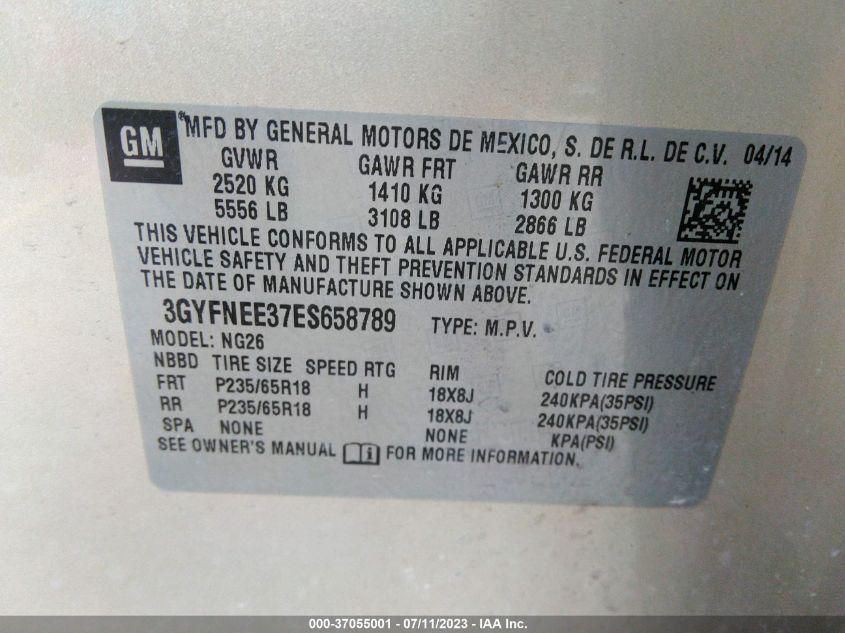 GM
*MFD BY GENERAL MOTORS DE MEXICO, S. DE R.L. DE C.V. 04/14
GVWR GAWR FRT GAWR RR
2520 KG 1410 KG 1300 KG
5556 LB 3108 LB 2866 LB
THIS VEHICLE CONFORMS TO ALL APPLICABLE U.S. FEDERAL MOTOR
VEHICLE SAFETY AND THEFT PREVENTION STANDARDS IN EFFECT ON
THE DATE OF MANUFACTURE SHOWN ABOVE.
3GYFNEE37ES658789 TYPE: M.P.V.
MODEL: NG26
NBBD TIRE SIZE SPEED RTG RIM COLD TIRE PRESSURE
FRT P235/65R18 H 18X8J 240KPA(35PSI)
RR P235/65R18 H 18X8J 240KPA(35PSI)
SPA NONE NONE KPA(PSI)
SEE OWNER'S MANUAL i FOR MORE INFORMATION.
000-37055001 - 07/11/2023 - IAA Inc.